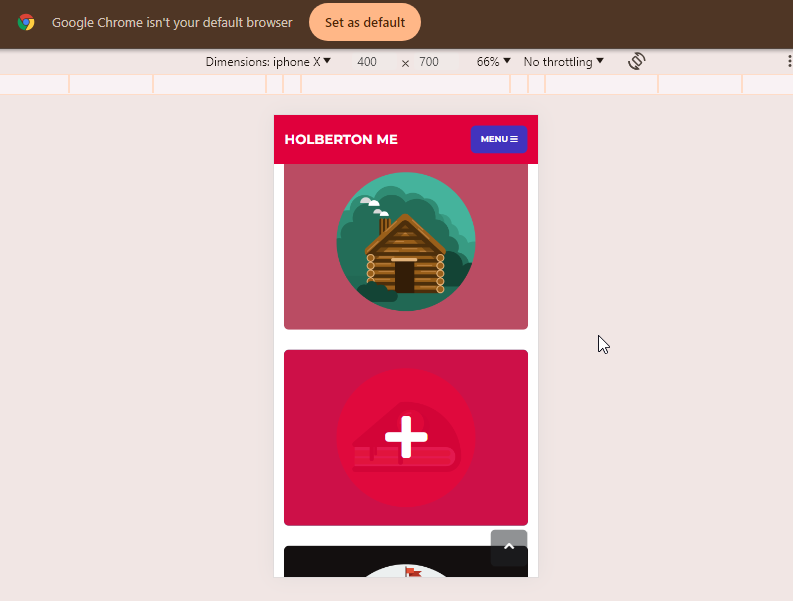 Google Chrome isn't your default browser
Set as default
Dimensions: iphone X
400
×
700
66%
No throttling
HOLBERTON ME
MENU